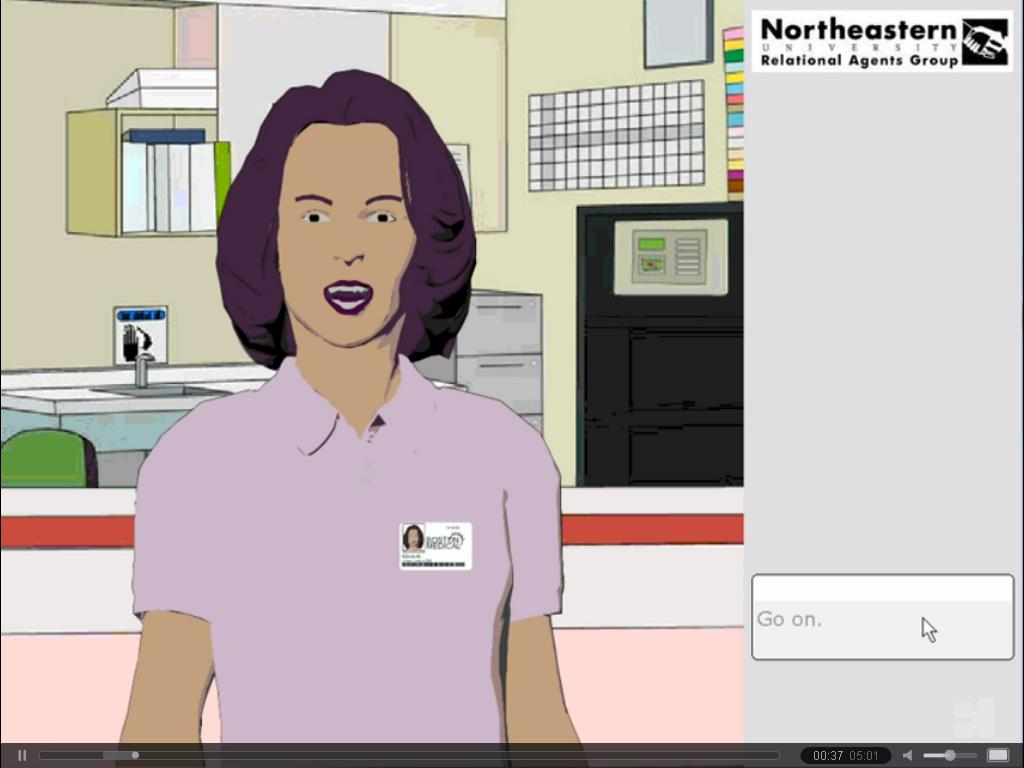 Northeastern
UNIVERSITY
Relational Agents Group
BOSTON
MEDICAL
Go on.
00:37 05:01